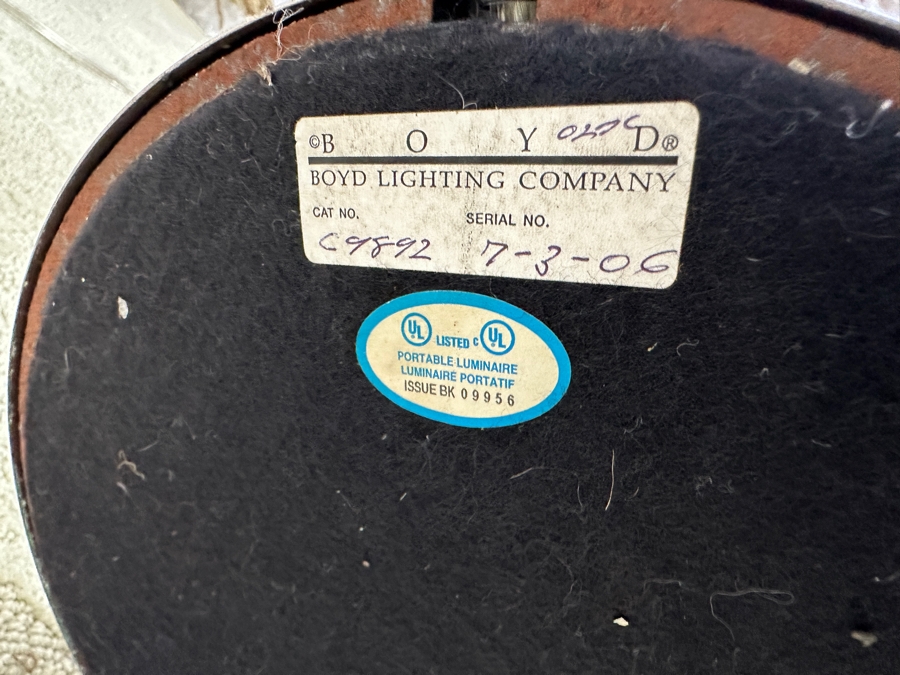 ©B O Y D®
BOYD LIGHTING COMPANY
CAT NO. SERIAL NO.
C9892 7-3-06
UL LISTED C UL
PORTABLE LUMINAIRE
LUMINAIRE PORTATIF
ISSUE BK 09956